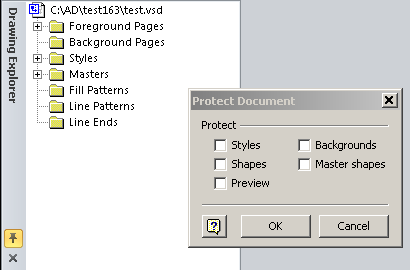 Drawing Explorer
C:\AD\test163\test.vsd
Foreground Pages
Background Pages
Styles
Masters
Fill Patterns
Line Patterns
Line Ends
Protect Document
Protect
Styles
Backgrounds
Shapes
Master shapes
Preview
?
OK
Cancel